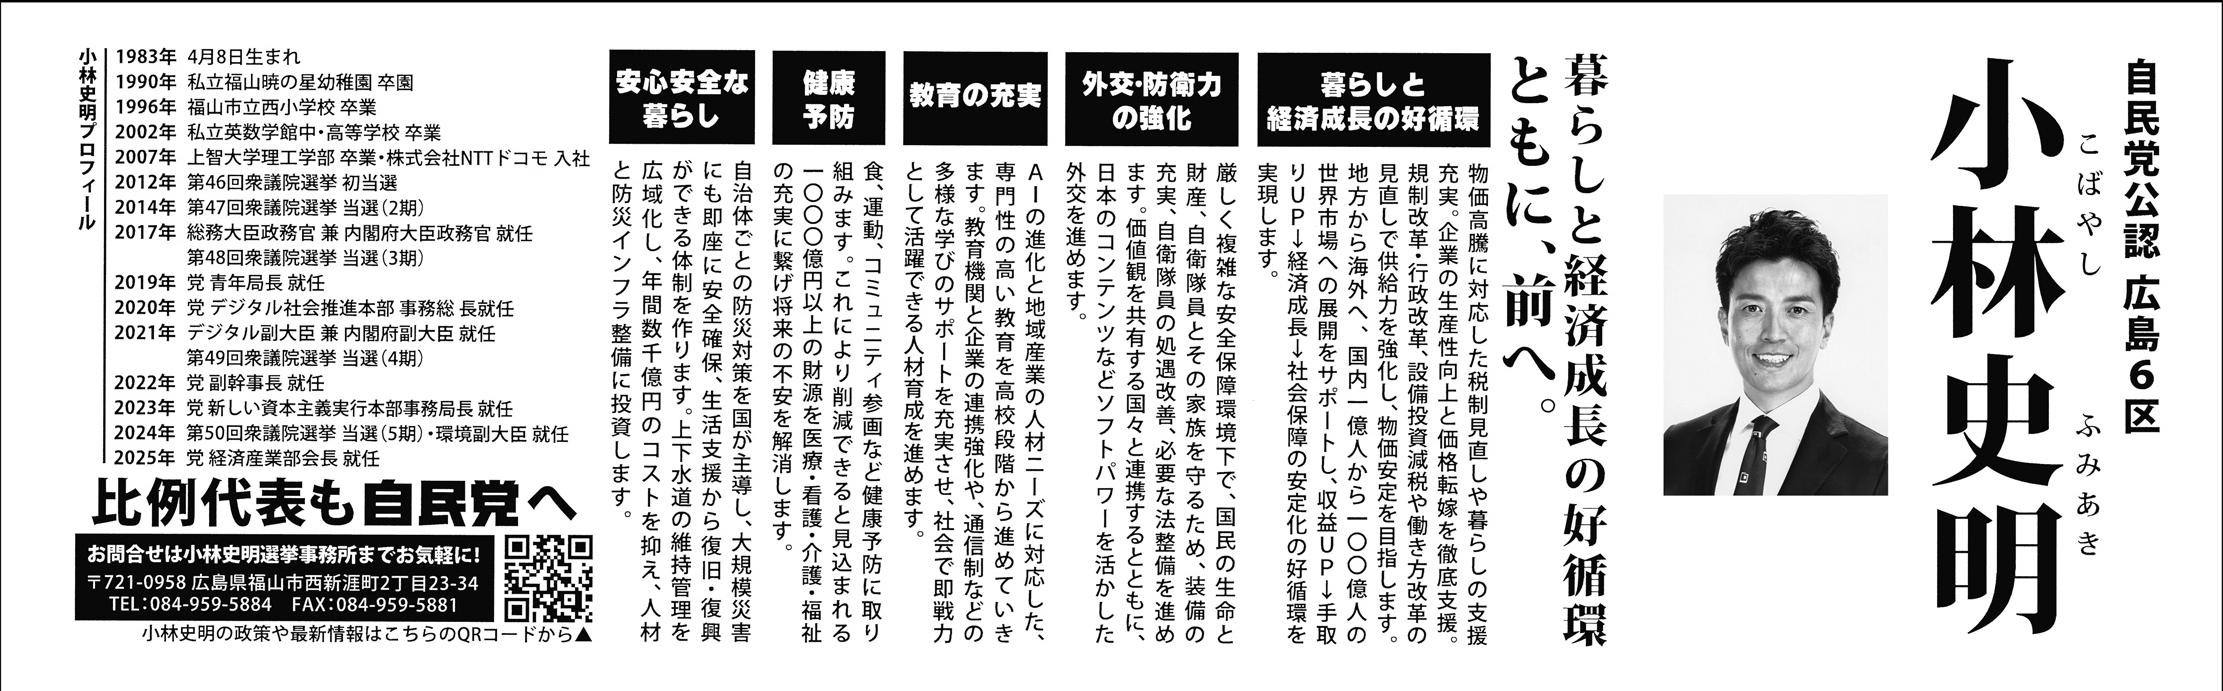 自民党公認 広島6区
こばやし ふみあき
小林史明
暮らしと経済成長の好循環
とともに、前へ。
暮らしと
経済成長の好循環
物価高騰に対応した税制見直しや暮らしの支援
充実。企業の生産性向上と価格転嫁を徹底支援。
規制改革・行政改革、設備投資減税や働き方改革の
見直しで供給力を強化し、物価安定を目指します。
地方から海外へ、国内一億人から一〇〇億人の
世界市場への展開をサポートし、収益UP→手取
りUP→経済成長→社会保障の安定化の好循環を
実現します。
外交・防衛力
の強化
厳しく複雑な安全保障環境下で、国民の生命と
財産、自衛隊員とその家族を守るため、装備の
充実、自衛隊員の処遇改善、必要な法整備を進め
ます。価値観を共有する国々と連携するとともに、
日本のコンテンツなどソフトパワーを活かした
外交を進めます。
教育の充実
AIの進化と地域産業の人材ニーズに対応した、
専門性の高い教育を高校段階から進めていき
ます。教育機関と企業の連携強化や、通信制などの
多様な学びのサポートを充実させ、社会で即戦力
として活躍できる人材育成を進めます。
健康
予防
食、運動、コミュニティ参画など健康予防に取り
組みます。これにより削減できると見込まれる
一〇〇〇億円以上の財源を医療・看護・介護・福祉
の充実に繋げ将来の不安を解消します。
安心安全な
暮らし
自治体ごとの防災対策を国が主導し、大規模災害
にも即座に安全確保、生活支援から復旧・復興
ができる体制を作ります。上下水道の維持管理を
広域化し、年間数千億円のコストを抑え、人材
と防災インフラ整備に投資します。
小林史明プロフィール
1983年 4月8日生まれ
1990年 私立福山暁の星幼稚園 卒園
1996年 福山市立西小学校 卒業
2002年 私立英数学館中・高等学校 卒業
2007年 上智大学理工学部 卒業・株式会社NTTドコモ 入社
2012年 第46回衆議院選挙 初当選
2014年 第47回衆議院選挙 当選(2期)
2017年 総務大臣政務官 兼 内閣府大臣政務官 就任
第48回衆議院選挙 当選(3期)
2019年 党 青年局長 就任
2020年 党 デジタル社会推進本部 事務総 長就任
2021年 デジタル副大臣 兼 内閣府副大臣 就任
第49回衆議院選挙 当選(4期)
2022年 党 副幹事長 就任
2023年 党 新しい資本主義実行本部事務局長 就任
2024年 第50回衆議院選挙 当選(5期)・環境副大臣 就任
2025年 党 経済産業部会長 就任
比例代表も自民党へ
お問合せは小林史明選挙事務所までお気軽に!
〒721-0958 広島県福山市西新涯町2丁目23-34
TEL:084-959-5884 FAX:084-959-5881
小林史明の政策や最新情報はこちらのQRコードから▲